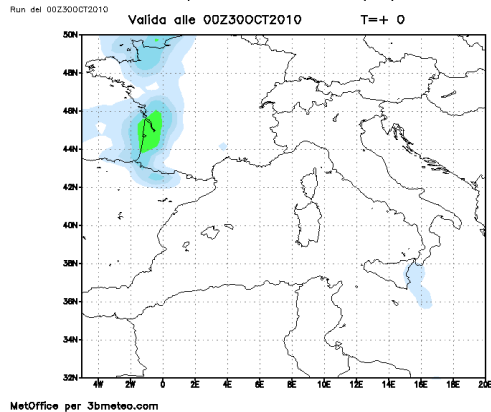 Run del 00Z30OCT2010
Valida alle 00Z30OCT2010 T=+ 0
50N
48N
46N
44N
42N
40N
38N
36N
34N
32N
4W 2W 0 2E 4E 6E 8E 10E 12E 14E 16E 18E 20E
MetOffice per 3bmeteo.com